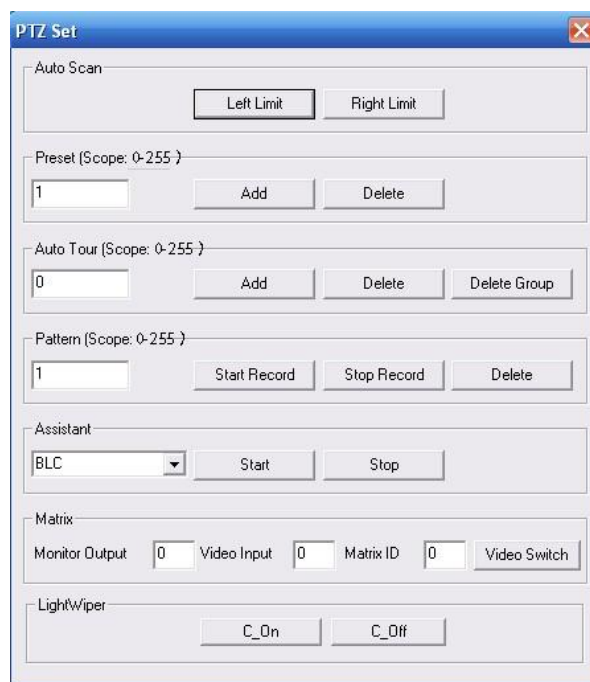 PTZ Set
Auto Scan
Left Limit Right Limit
Preset (Scope: 0-255 )
1 Add Delete
Auto Tour (Scope: 0-255 )
0 Add Delete Delete Group
Pattern (Scope: 0-255 )
1 Start Record Stop Record Delete
Assistant
BLC Start Stop
Matrix
Monitor Output 0 Video Input 0 Matrix ID 0 Video Switch
LightWiper
C_On C_Off